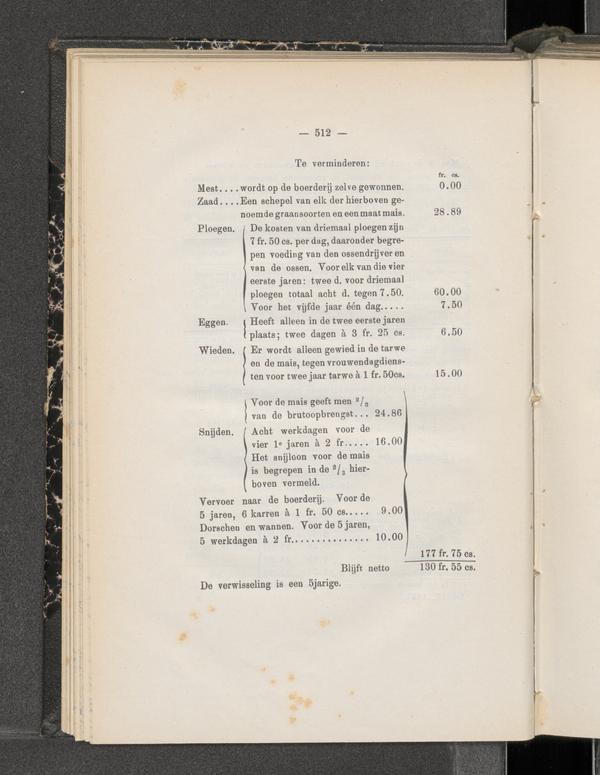 — 512 —
Te verminderen:
fr. cs.
Mest.... wordt op de boerderij zelve gewonnen. 0.00
Zaad.... Een schepel van elk der hierboven ge-
noemde graansoorten en een maat mais. 28.89
Ploegen. De kosten van driemaal ploegen zijn
7 fr. 50 cs. per dag, daaronder begre-
pen voeding van den ossendrijver en
van de ossen. Voor elk van die vier
eerste jaren: twee d. voor driemaal
ploegen totaal acht d. tegen 7.50. 60.00
Voor het vijfde jaar één dag..... 7.50
Eggen. Heeft alleen in de twee eerste jaren
plaats; twee dagen à 3 fr. 25 cs. 6.50
Wieden. Er wordt alleen gewied in de tarwe
en de mais, tegen vrouwendagdiens-
ten voor twee jaar tarwe à 1 fr. 50cs. 15.00
Voor de mais geeft men 2/3
van de brutoopbrengst... 24.86
Snijden. Acht werkdagen voor de
vier 1e jaren à 2 fr..... 16.00
Het snijloon voor de mais
is begrepen in de 2/3 hier-
boven vermeld.
Vervoer naar de boerderij. Voor de
5 jaren, 6 karren à 1 fr. 50 cs..... 9.00
Dorschen en wannen. Voor de 5 jaren,
5 werkdagen à 2 fr............... 10.00
177 fr. 75 cs.
Blijft netto 130 fr. 55 cs.
De verwisseling is een 5jarige.